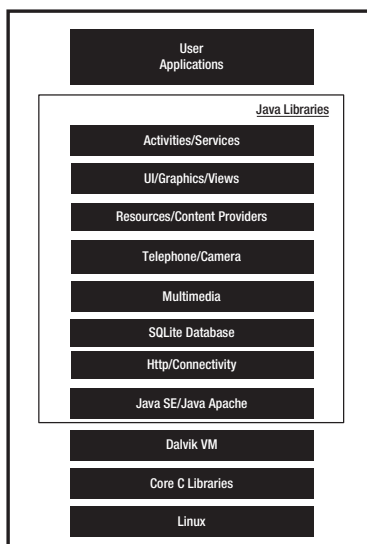 User
Applications
Java Libraries
Activities/Services
UI/Graphics/Views
Resources/Content Providers
Telephone/Camera
Multimedia
SQLite Database
Http/Connectivity
Java SE/Java Apache
Dalvik VM
Core C Libraries
Linux